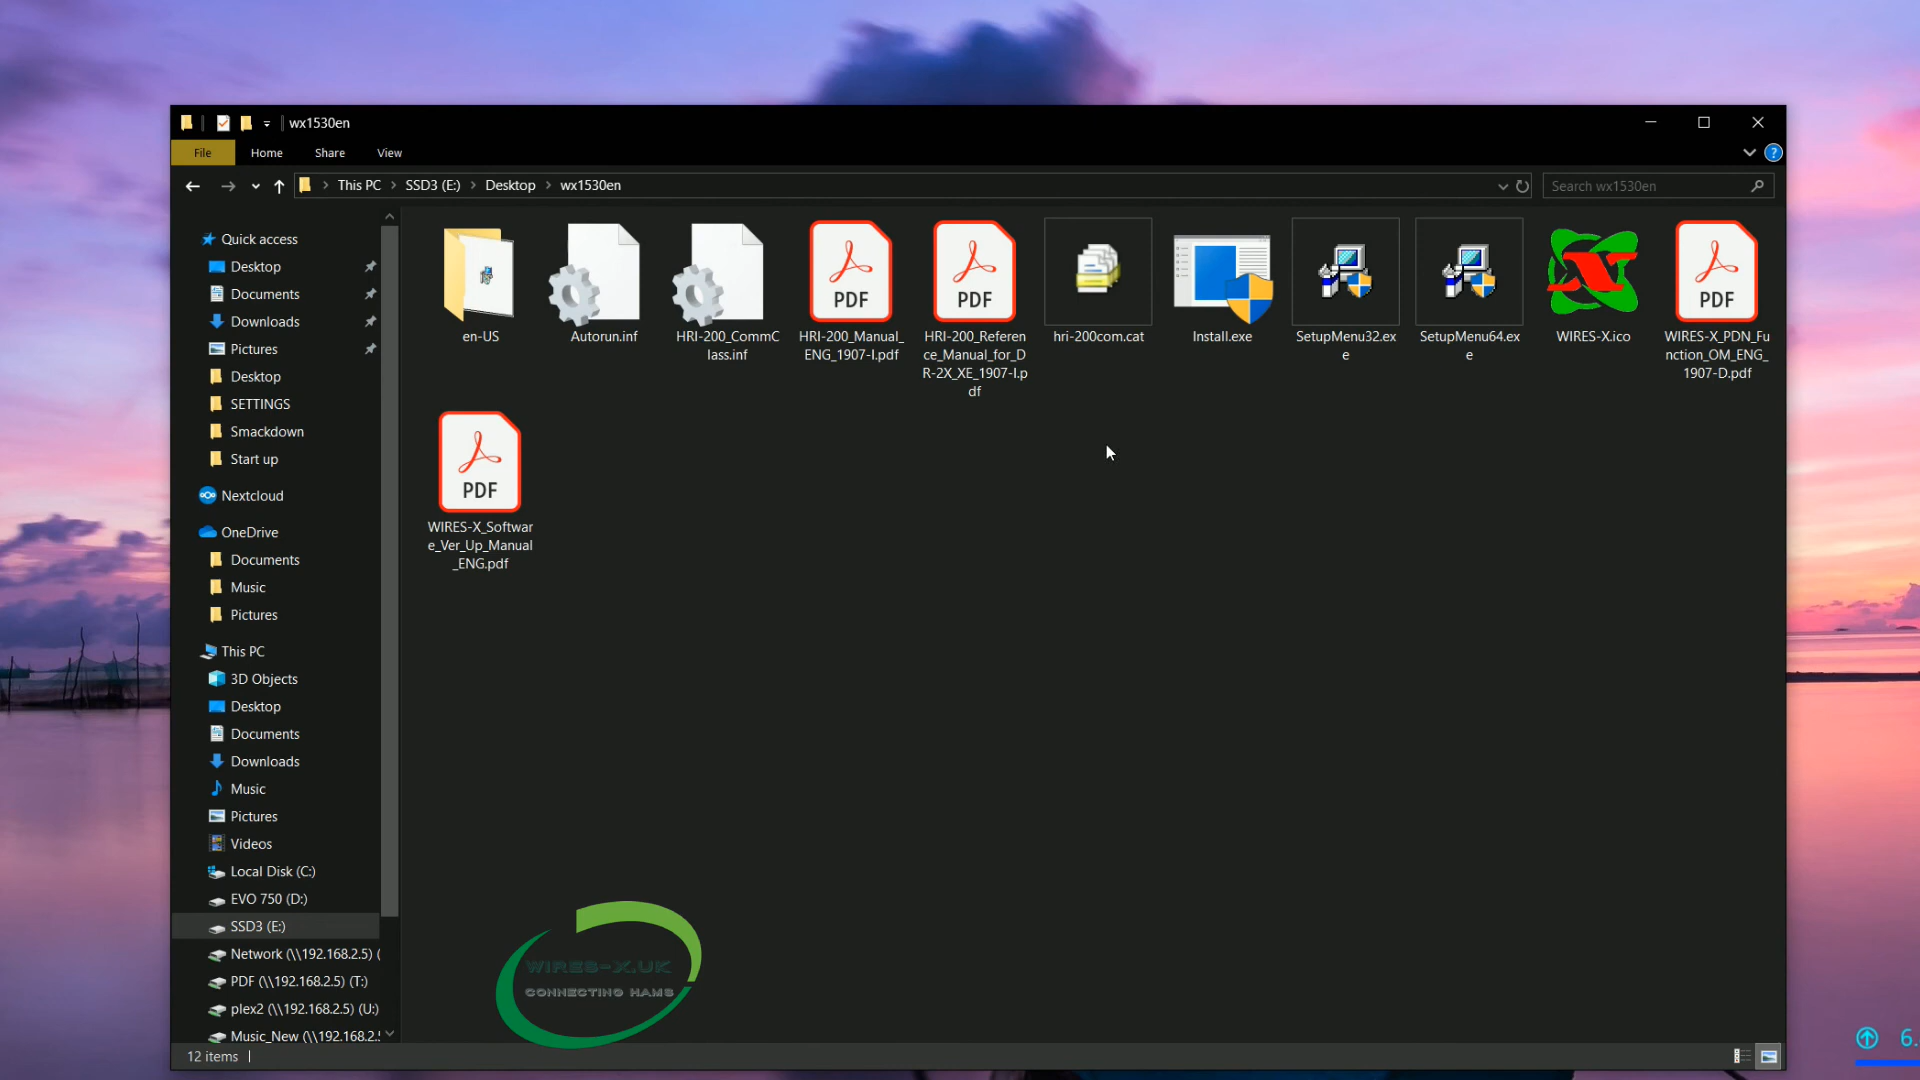 wx1530en
File Home Share View
This PC > SSD3 (E:) > Desktop > wx1530en
Search wx1530en
Quick access
Desktop
Documents
Downloads
Pictures
Desktop
SETTINGS
Smackdown
Start up
Nextcloud
OneDrive
Documents
Music
Pictures
This PC
3D Objects
Desktop
Documents
Downloads
Music
Pictures
Videos
Local Disk (C:)
EVO 750 (D:)
SSD3 (E:)
Network (\\192.168.2.5) (
PDF (\\192.168.2.5) (T:)
plex2 (\\192.168.2.5) (U:)
Music_New (\\192.168.2.5
en-US
Autorun.inf
HRI-200_CommC
lass.inf
HRI-200_Manual_
ENG_1907-I.pdf
HRI-200_Referen
ce_Manual_for_D
R-2X_XE_1907-I.p
df
hri-200com.cat
Install.exe
SetupMenu32.ex
e
SetupMenu64.ex
e
WIRES-X.ico
WIRES-X_PDN_Fu
nction_OM_ENG_
1907-D.pdf
PDF
PDF
PDF
PDF
WIRES-X_Softwar
e_Ver_Up_Manual
_ENG.pdf
WIRES-X.UK
CONNECTING HAMS
12 items
6.